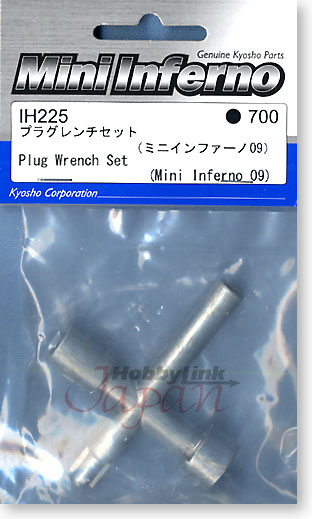 Genuine Kyosho Parts
Mini Inferno
IH225
● 700
プラグレンチセット
(ミニインファーノ09)
Plug Wrench Set
(Mini Inferno 09)
Kyosho Corporation
HobbyLink
Japan